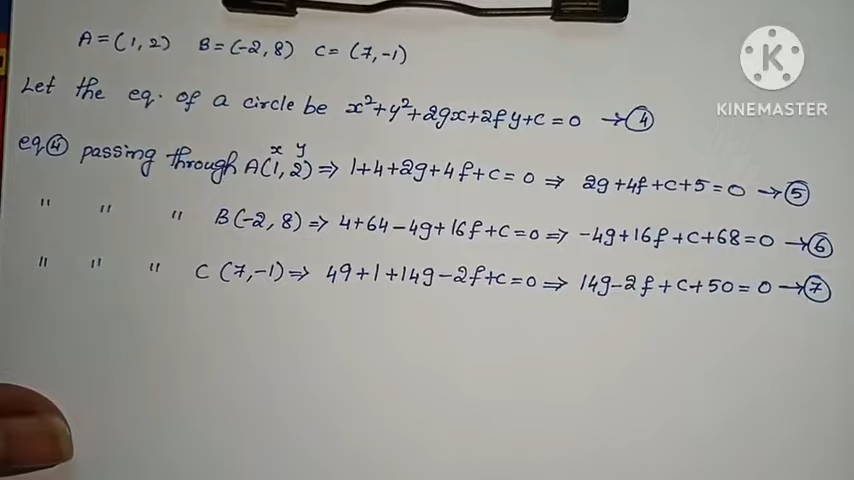 A = (1, 2) B = (-2, 8) C = (7, -1)
K
KINEMASTER
Let the eq. of a circle be x²+y²+2gx+2fy+c = 0 → ④
eq ④ passing through A(1, 2) ⇒ 1+4+2g+4f+c = 0 ⇒ 2g+4f+c+5 = 0 → ⑤
x y
" " " B(-2, 8) ⇒ 4+64-4g+16f+c=0 ⇒ -4g+16f+c+68=0 → ⑥
" " " C (7, -1) ⇒ 49+1+14g-2f+c=0 ⇒ 14g-2f+c+50=0 → ⑦